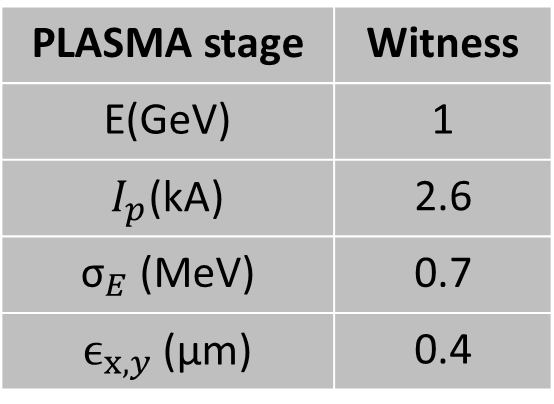 PLASMA stage Witness
E(GeV) 1
I_p(kA) 2.6
σ_E (MeV) 0.7
ϵ_x,y (μm) 0.4